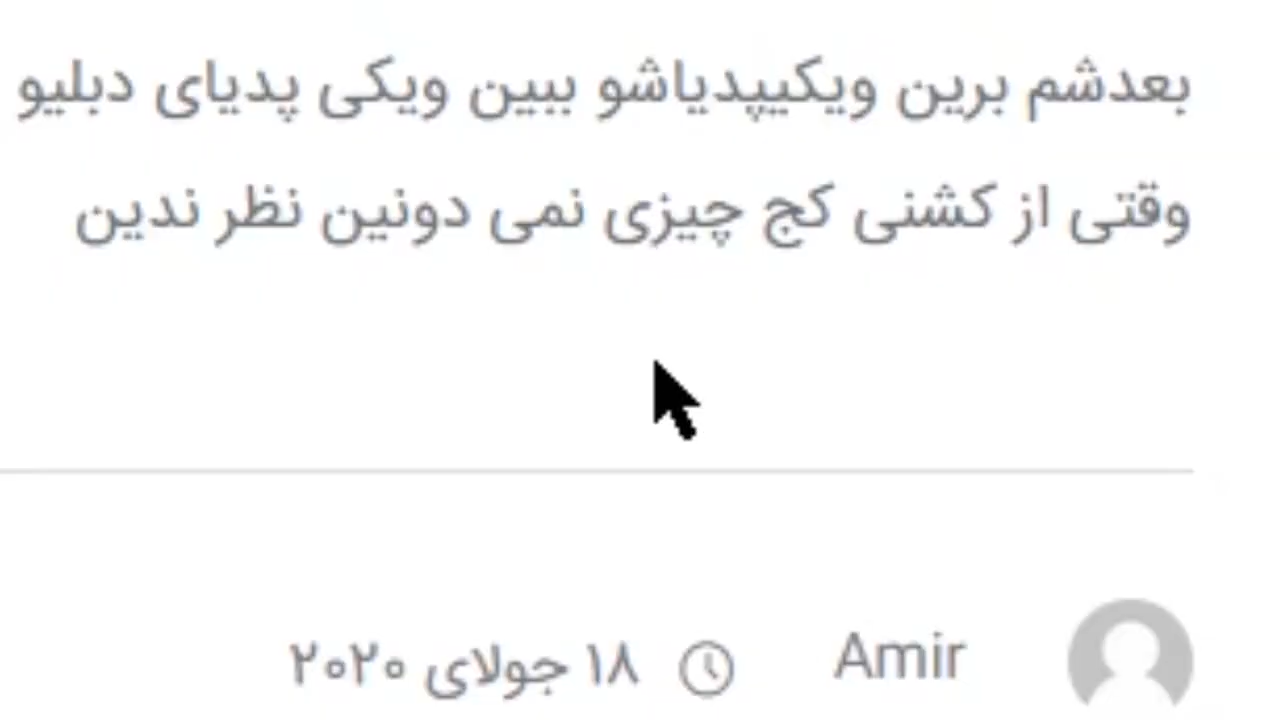 بعدشم برین ویکیپدیاشو ببین ویکی پدیای دبلیو
وقتی از کشنی کج چیزی نمی دونین نظر ندین
Amir ۱۸ جولای ۲۰۲۰